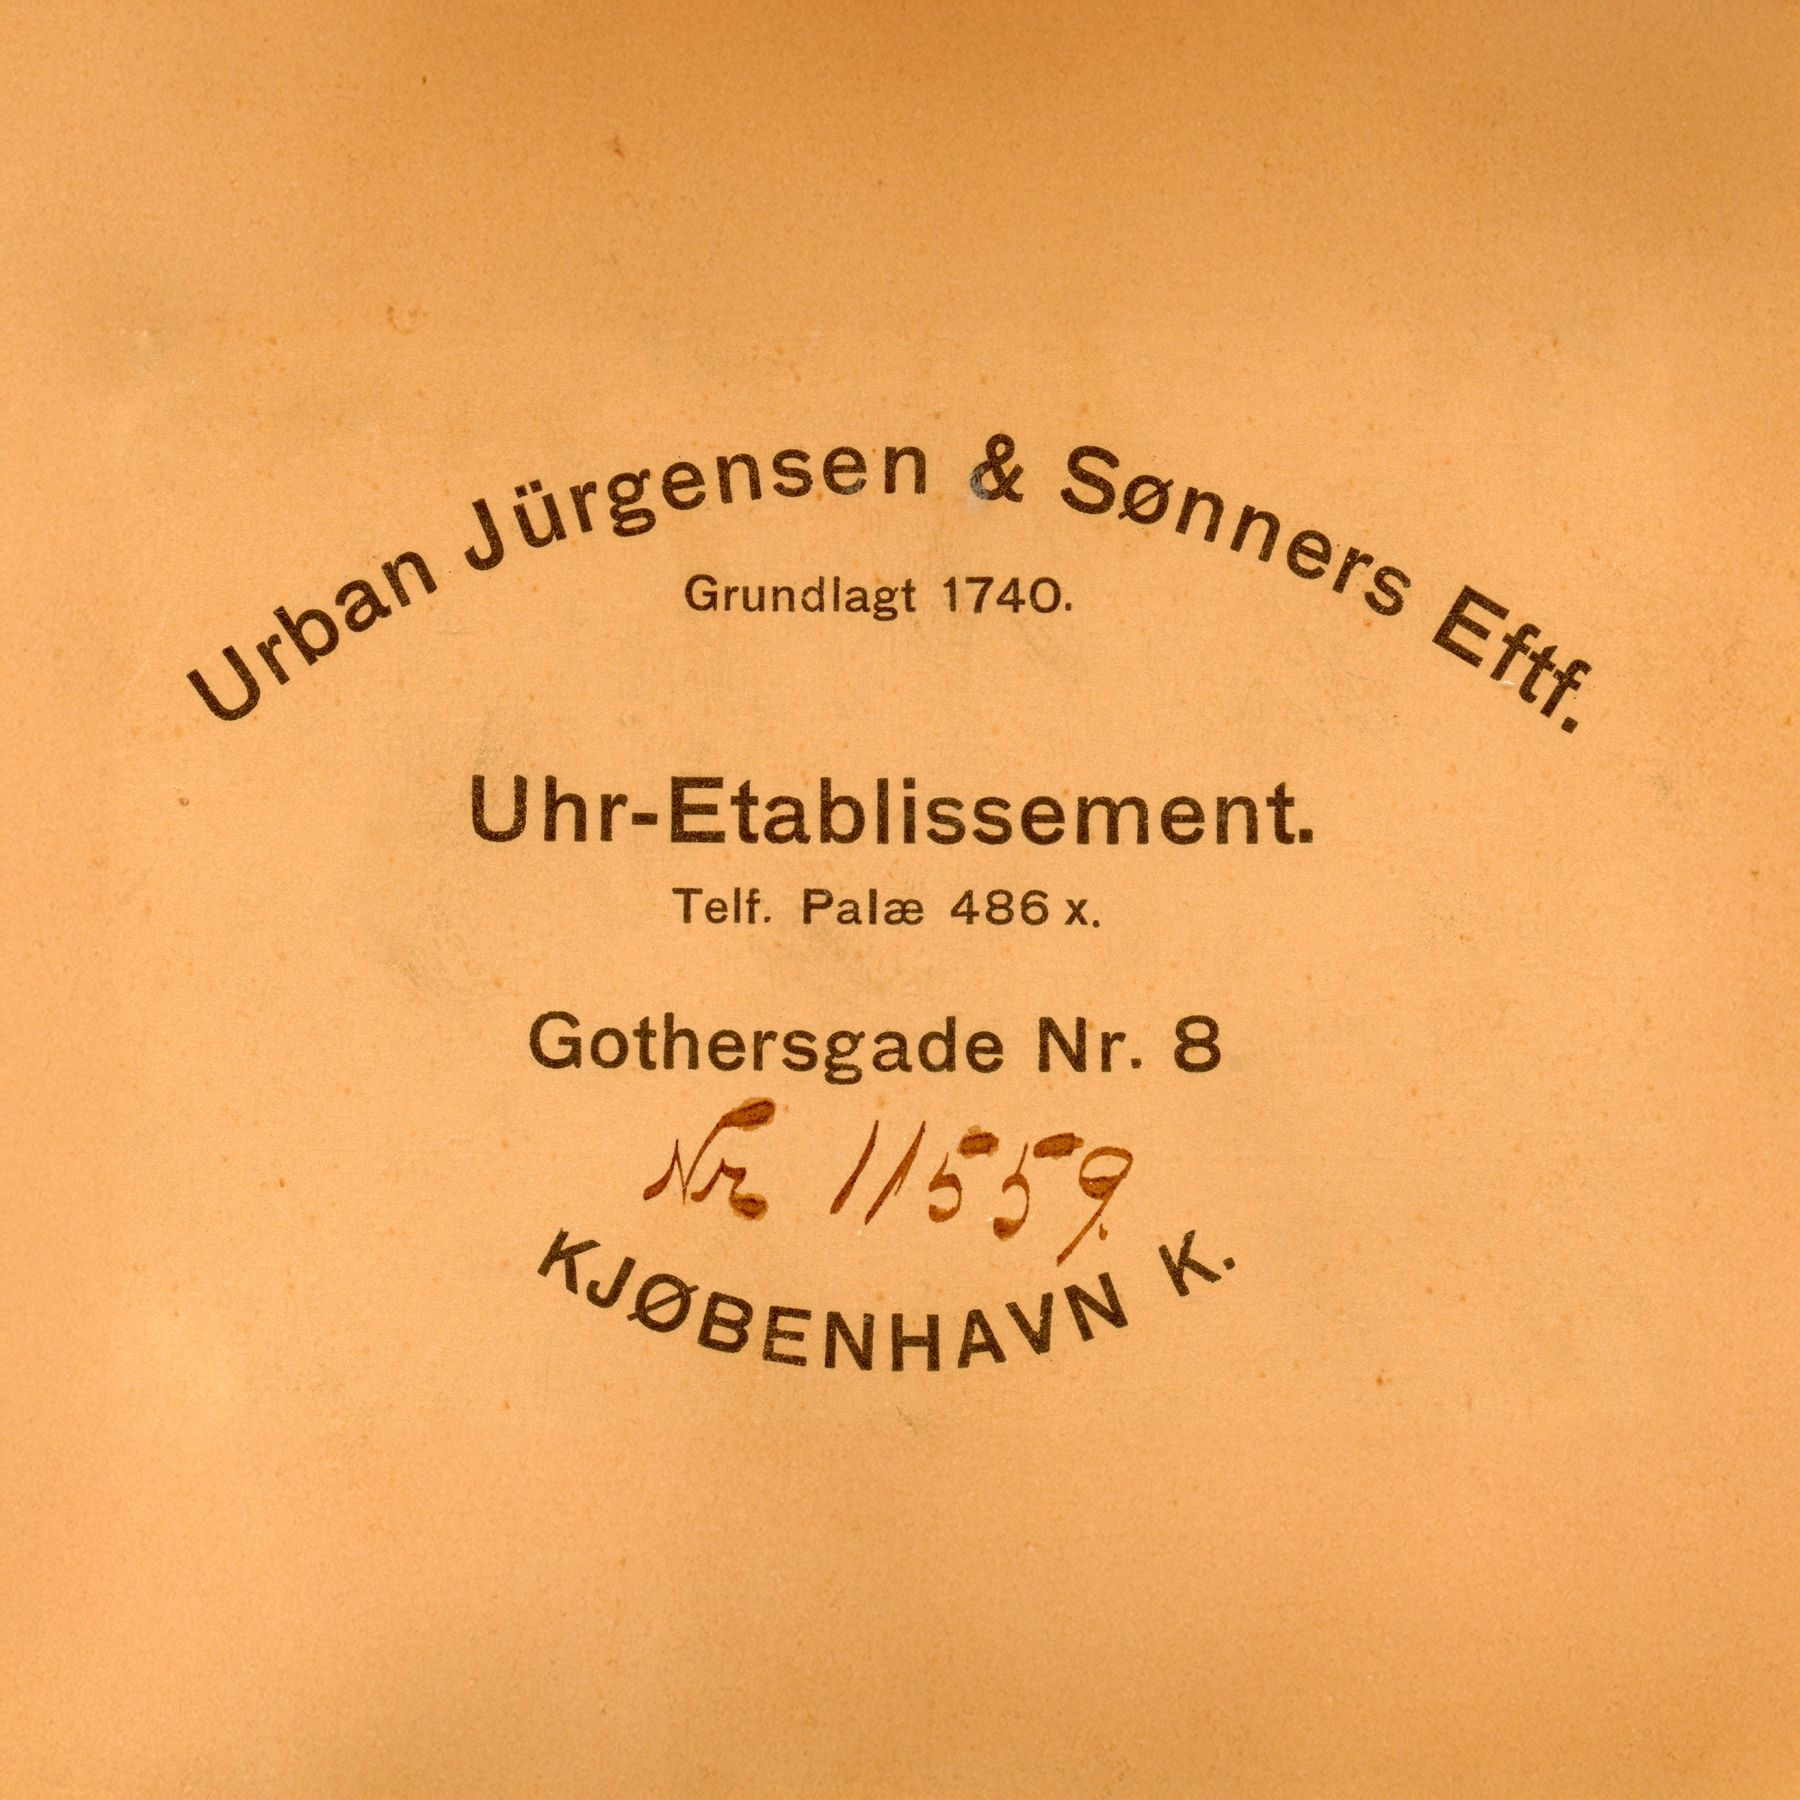 Urban Jürgensen & Sønners Eftf.
Grundlagt 1740.
Uhr-Etablissement.
Telf. Palæ 486 x.
Gothersgade Nr. 8
Nr 11559.
KJØBENHAVN K.